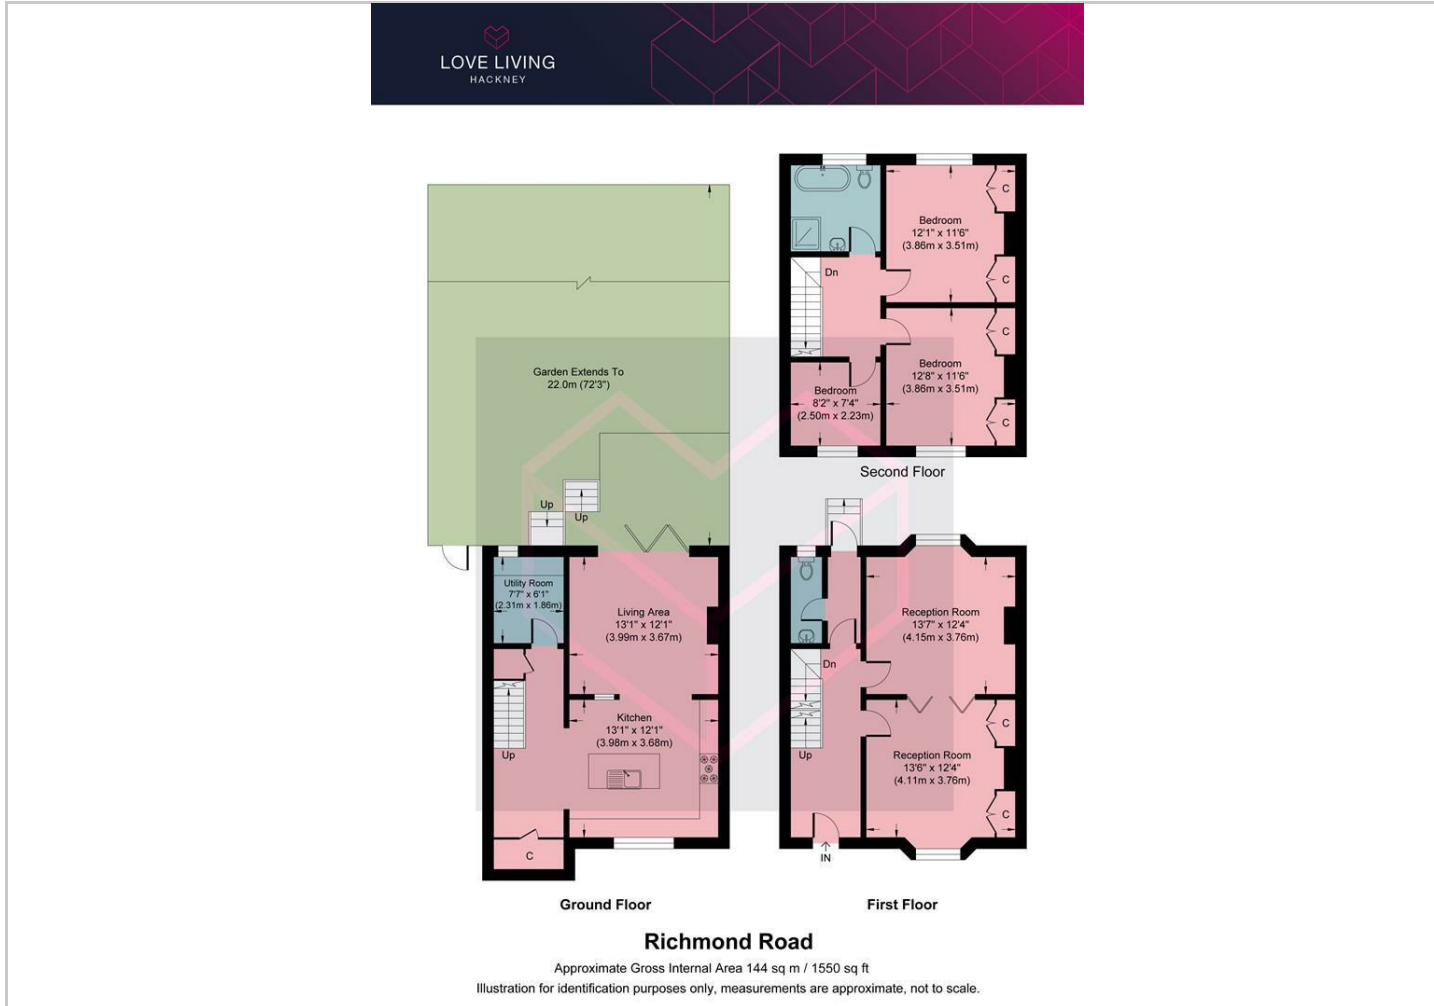 LOVE LIVING
HACKNEY
Bedroom
12'1" x 11'6"
(3.86m x 3.51m)
C
C
Dn
Bedroom
12'8" x 11'6"
(3.86m x 3.51m)
C
C
Bedroom
8'2" x 7'4"
(2.50m x 2.23m)
Second Floor
Garden Extends To
22.0m (72'3")
Up
Up
Utility Room
7'7" x 6'1"
(2.31m x 1.86m)
Living Area
13'1" x 12'1"
(3.99m x 3.67m)
Kitchen
13'1" x 12'1"
(3.98m x 3.68m)
Up
C
Ground Floor
Reception Room
13'7" x 12'4"
(4.15m x 3.76m)
Dn
Up
Reception Room
13'6" x 12'4"
(4.11m x 3.76m)
C
C
IN
First Floor
Richmond Road
Approximate Gross Internal Area 144 sq m / 1550 sq ft
Illustration for identification purposes only, measurements are approximate, not to scale.